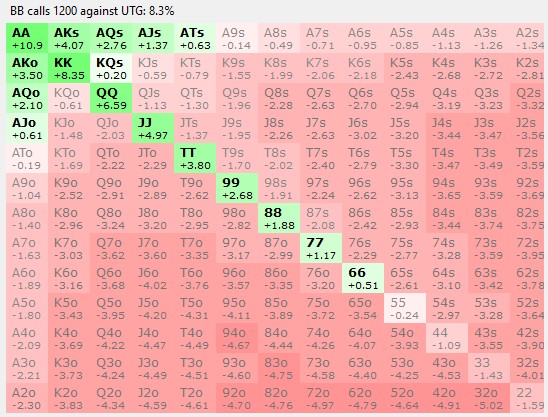 BB calls 1200 against UTG: 8.3%
AA AKs AQs AJs ATs A9s A8s A7s A6s A5s A4s A3s A2s
+10.9 +4.07 +2.76 +1.37 +0.63 -0.14 -0.49 -0.71 -0.95 -0.85 -1.13 -1.26 -1.34
AKo KK KQs KJs KTs K9s K8s K7s K6s K5s K4s K3s K2s
+3.50 +8.35 +0.20 -0.59 -0.79 -1.55 -1.99 -2.06 -2.18 -2.43 -2.68 -2.72 -2.81
AQo KQo QQ QJs QTs Q9s Q8s Q7s Q6s Q5s Q4s Q3s Q2s
+2.10 -0.61 +6.59 -1.13 -1.30 -1.96 -2.28 -2.63 -2.70 -2.94 -3.19 -3.23 -3.32
AJo KJo QJo JJ JTs J9s J8s J7s J6s J5s J4s J3s J2s
+0.61 -1.48 -2.03 +4.97 -1.37 -1.95 -2.26 -2.63 -3.02 -3.20 -3.44 -3.47 -3.56
ATo KTo QTo JTo TT T9s T8s T7s T6s T5s T4s T3s T2s
-0.19 -1.69 -2.22 -2.29 +3.80 -1.70 -2.02 -2.40 -2.79 -3.30 -3.47 -3.49 -3.59
A9o K9o Q9o J9o T9o 99 98s 97s 96s 95s 94s 93s 92s
-1.04 -2.52 -2.91 -2.89 -2.62 +2.68 -1.91 -2.24 -2.62 -3.13 -3.65 -3.59 -3.69
A8o K8o Q8o J8o T8o 98o 88 87s 86s 85s 84s 83s 82s
-1.40 -2.96 -3.24 -3.20 -2.95 -2.82 +1.88 -2.08 -2.42 -2.93 -3.44 -3.74 -3.75
A7o K7o Q7o J7o T7o 97o 87o 77 76s 75s 74s 73s 72s
-1.63 -3.03 -3.62 -3.60 -3.35 -3.17 -2.99 +1.17 -2.29 -2.77 -3.28 -3.59 -3.95
A6o K6o Q6o J6o T6o 96o 86o 76o 66 65s 64s 63s 62s
-1.89 -3.16 -3.68 -4.02 -3.76 -3.57 -3.35 -3.20 +0.51 -2.61 -3.10 -3.42 -3.78
A5o K5o Q5o J5o T5o 95o 85o 75o 65o 55 54s 53s 52s
-1.80 -3.43 -3.95 -4.20 -4.31 -4.11 -3.89 -3.72 -3.54 -0.24 -2.97 -3.28 -3.64
A4o K4o Q4o J4o T4o 94o 84o 74o 64o 54o 44 43s 42s
-2.09 -3.69 -4.22 -4.47 -4.49 -4.67 -4.44 -4.26 -4.07 -3.93 -1.09 -3.55 -3.90
A3o K3o Q3o J3o T3o 93o 83o 73o 63o 53o 43o 33 32s
-2.21 -3.73 -4.24 -4.49 -4.51 -4.60 -4.75 -4.58 -4.40 -4.25 -4.53 -1.43 -4.01
A2o K2o Q2o J2o T2o 92o 82o 72o 62o 52o 42o 32o 22
-2.30 -3.83 -4.34 -4.59 -4.61 -4.70 -4.76 -4.97 -4.79 -4.64 -4.91 -5.02 -1.59